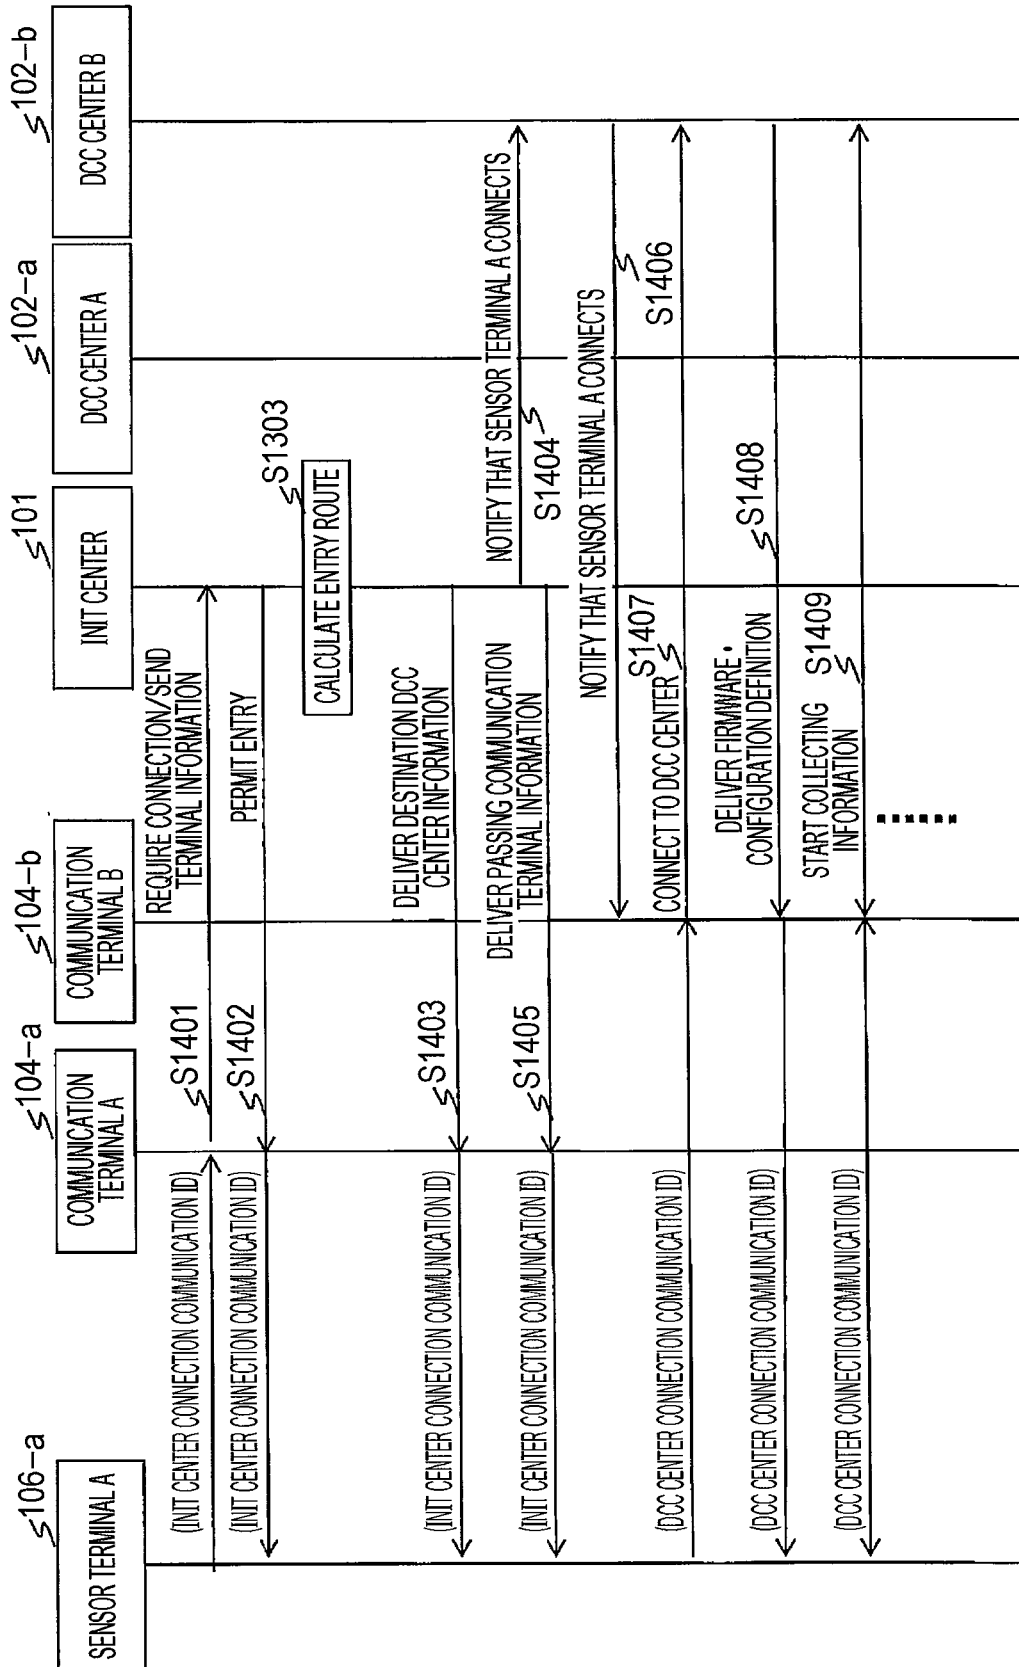 106-a
SENSOR TERMINAL A
104-a
COMMUNICATION
TERMINAL A
104-b
COMMUNICATION
TERMINAL B
101
INIT CENTER
102-a
DCC CENTER A
102-b
DCC CENTER B
(INIT CENTER CONNECTION COMMUNICATION ID)
S1401
REQUIRE CONNECTION/SEND
TERMINAL INFORMATION
(INIT CENTER CONNECTION COMMUNICATION ID)
S1402
PERMIT ENTRY
S1303
CALCULATE ENTRY ROUTE
(INIT CENTER CONNECTION COMMUNICATION ID)
S1403
DELIVER DESTINATION DCC
CENTER INFORMATION
NOTIFY THAT SENSOR TERMINAL A CONNECTS
S1404
(INIT CENTER CONNECTION COMMUNICATION ID)
S1405
DELIVER PASSING COMMUNICATION
TERMINAL INFORMATION
NOTIFY THAT SENSOR TERMINAL A CONNECTS
S1406
(DCC CENTER CONNECTION COMMUNICATION ID)
CONNECT TO DCC CENTER
S1407
(DCC CENTER CONNECTION COMMUNICATION ID)
DELIVER FIRMWARE・
CONFIGURATION DEFINITION
S1408
(DCC CENTER CONNECTION COMMUNICATION ID)
START COLLECTING
INFORMATION
S1409